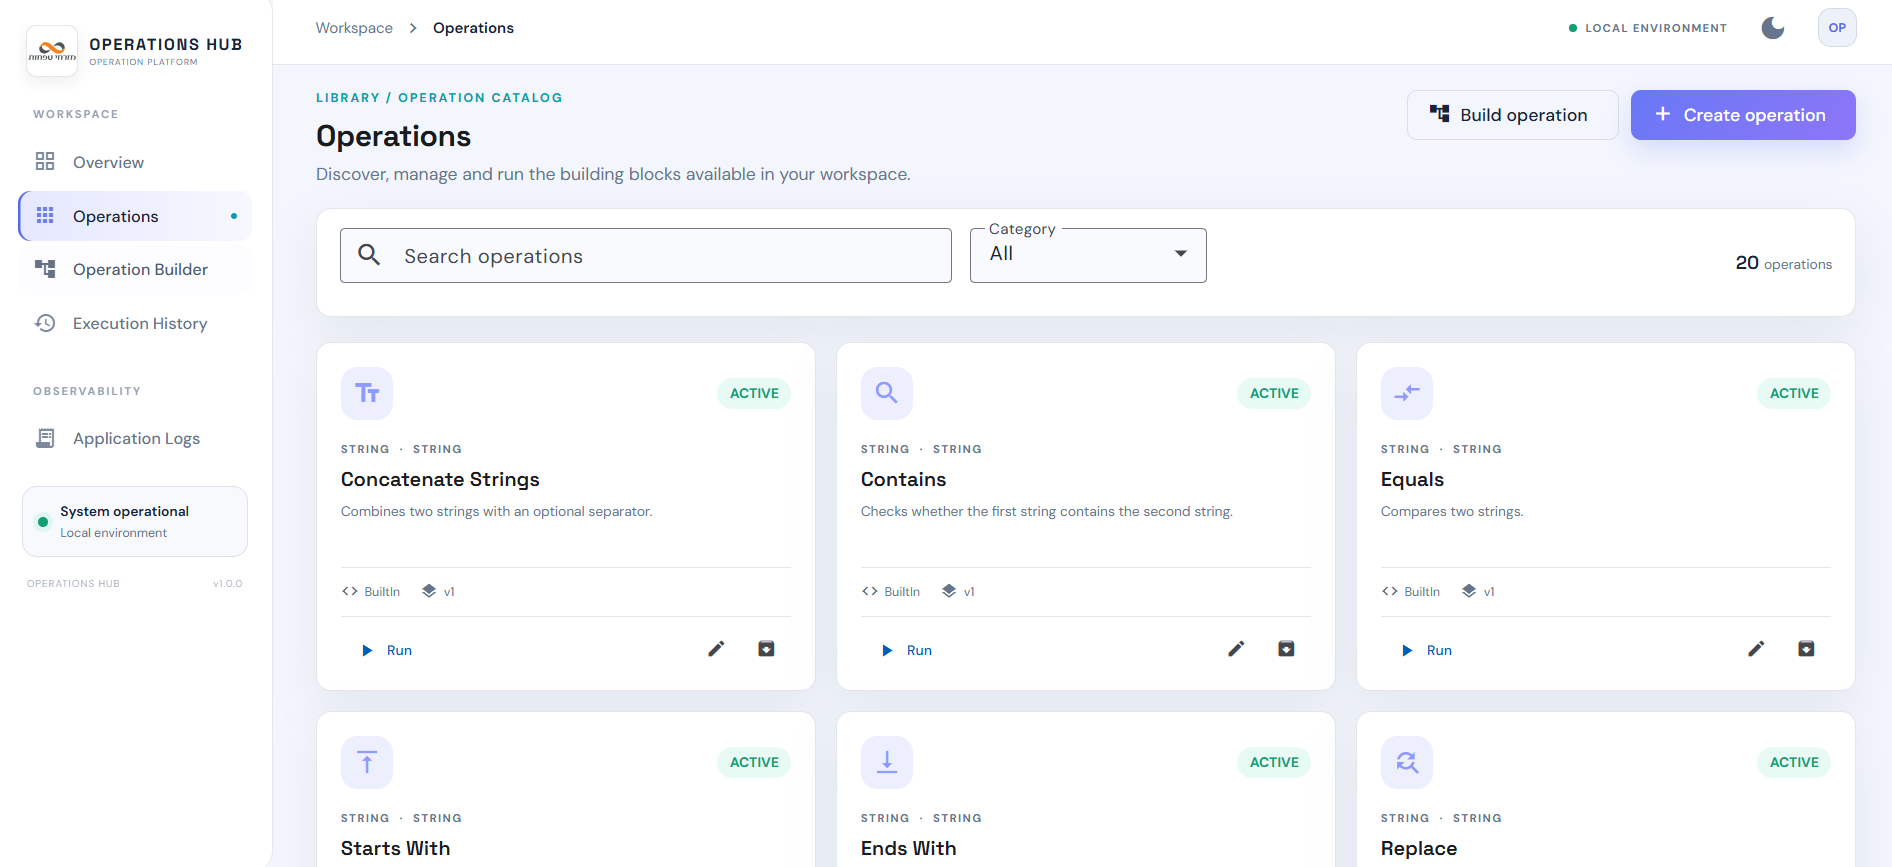 מזרחי טפחות
OPERATIONS HUB
OPERATION PLATFORM
WORKSPACE
Overview
Operations
Operation Builder
Execution History
OBSERVABILITY
Application Logs
System operational
Local environment
OPERATIONS HUB v1.0.0
Workspace > Operations
LOCAL ENVIRONMENT
OP
LIBRARY / OPERATION CATALOG
Operations
Discover, manage and run the building blocks available in your workspace.
Build operation
+ Create operation
Search operations
Category
All
20 operations
Tт
ACTIVE
STRING · STRING
Concatenate Strings
Combines two strings with an optional separator.
<> BuiltIn v1
Run
ACTIVE
STRING · STRING
Contains
Checks whether the first string contains the second string.
<> BuiltIn v1
Run
ACTIVE
STRING · STRING
Equals
Compares two strings.
<> BuiltIn v1
Run
ACTIVE
STRING · STRING
Starts With
ACTIVE
STRING · STRING
Ends With
ACTIVE
STRING · STRING
Replace